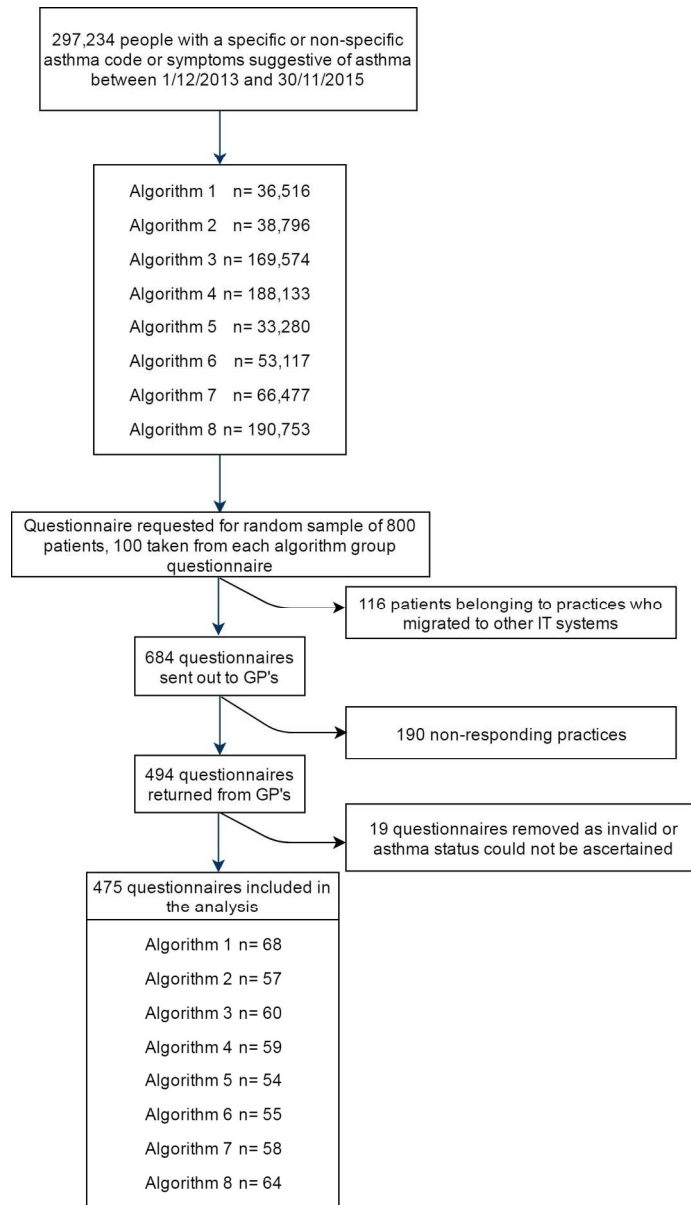 297,234 people with a specific or non-specific
asthma code or symptoms suggestive of asthma
between 1/12/2013 and 30/11/2015
Algorithm 1 n= 36,516
Algorithm 2 n= 38,796
Algorithm 3 n= 169,574
Algorithm 4 n= 188,133
Algorithm 5 n= 33,280
Algorithm 6 n= 53,117
Algorithm 7 n= 66,477
Algorithm 8 n= 190,753
Questionnaire requested for random sample of 800
patients, 100 taken from each algorithm group
questionnaire
116 patients belonging to practices who
migrated to other IT systems
684 questionnaires
sent out to GP's
190 non-responding practices
494 questionnaires
returned from GP's
19 questionnaires removed as invalid or
asthma status could not be ascertained
475 questionnaires included in
the analysis
Algorithm 1 n= 68
Algorithm 2 n= 57
Algorithm 3 n= 60
Algorithm 4 n= 59
Algorithm 5 n= 54
Algorithm 6 n= 55
Algorithm 7 n= 58
Algorithm 8 n= 64